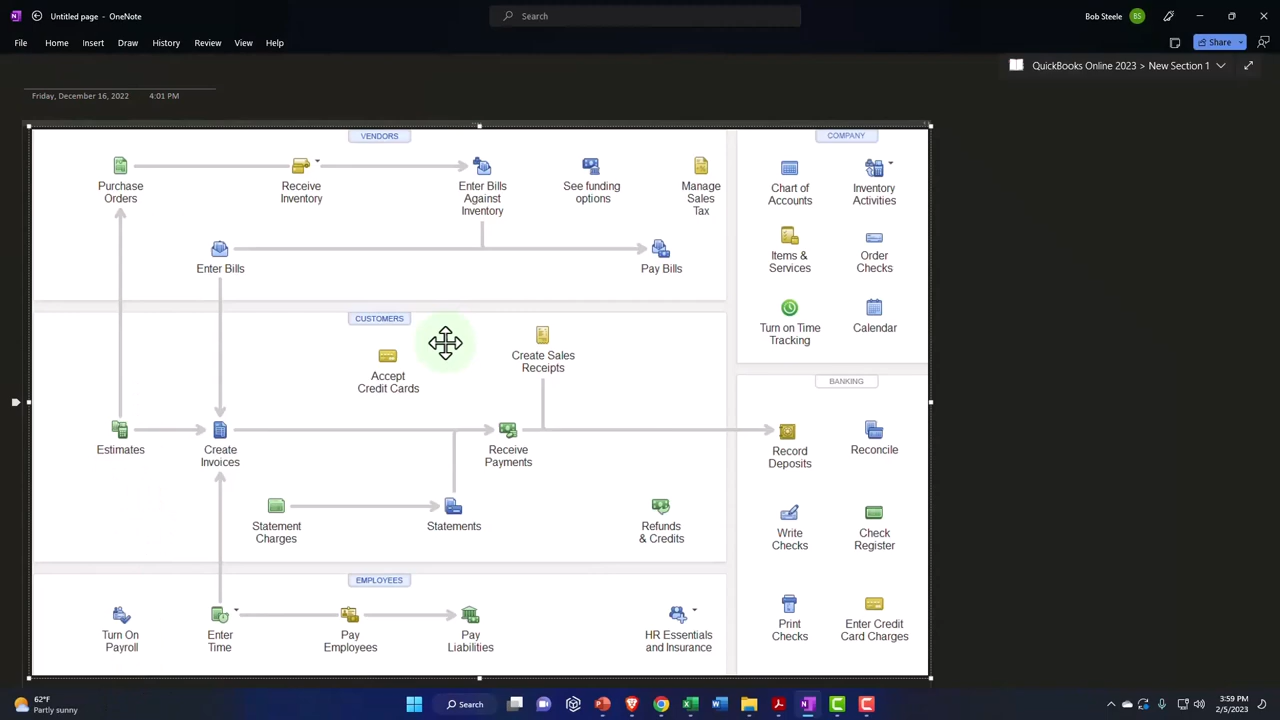 Untitled page - OneNote
Search
Bob Steele
BS
File
Home
Insert
Draw
History
Review
View
Help
Share
QuickBooks Online 2023 > New Section 1
Friday, December 16, 2022
4:01 PM
VENDORS
Purchase
Orders
Receive
Inventory
Enter Bills
Against
Inventory
See funding
options
Manage
Sales
Tax
Enter Bills
Pay Bills
CUSTOMERS
Accept
Credit Cards
Create Sales
Receipts
Estimates
Create
Invoices
Receive
Payments
Statement
Charges
Statements
Refunds
& Credits
EMPLOYEES
Turn On
Payroll
Enter
Time
Pay
Employees
Pay
Liabilities
HR Essentials
and Insurance
COMPANY
Chart of
Accounts
Inventory
Activities
Items &
Services
Order
Checks
Turn on Time
Tracking
Calendar
BANKING
Record
Deposits
Reconcile
Write
Checks
Check
Register
Print
Checks
Enter Credit
Card Charges
62°F
Partly sunny
Search
3:59 PM
2/5/2023